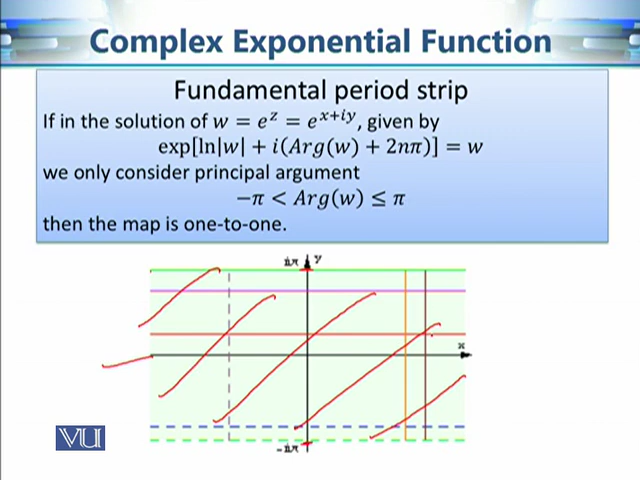 Complex Exponential Function
Fundamental period strip
If in the solution of w = e^z = e^{x+iy}, given by
exp[ln|w| + i(Arg(w) + 2nπ)] = w
we only consider principal argument
−π < Arg(w) ≤ π
then the map is one-to-one.
iπ y
x
-iπ
VU